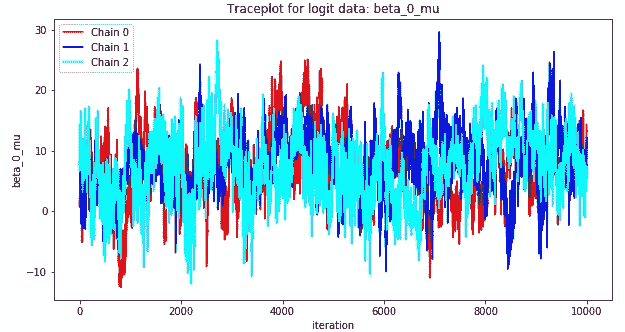 Traceplot for logit data: beta_0_mu
Chain 0
Chain 1
Chain 2
30
20
10
0
−10
beta_0_mu
0 2000 4000 6000 8000 10000
iteration